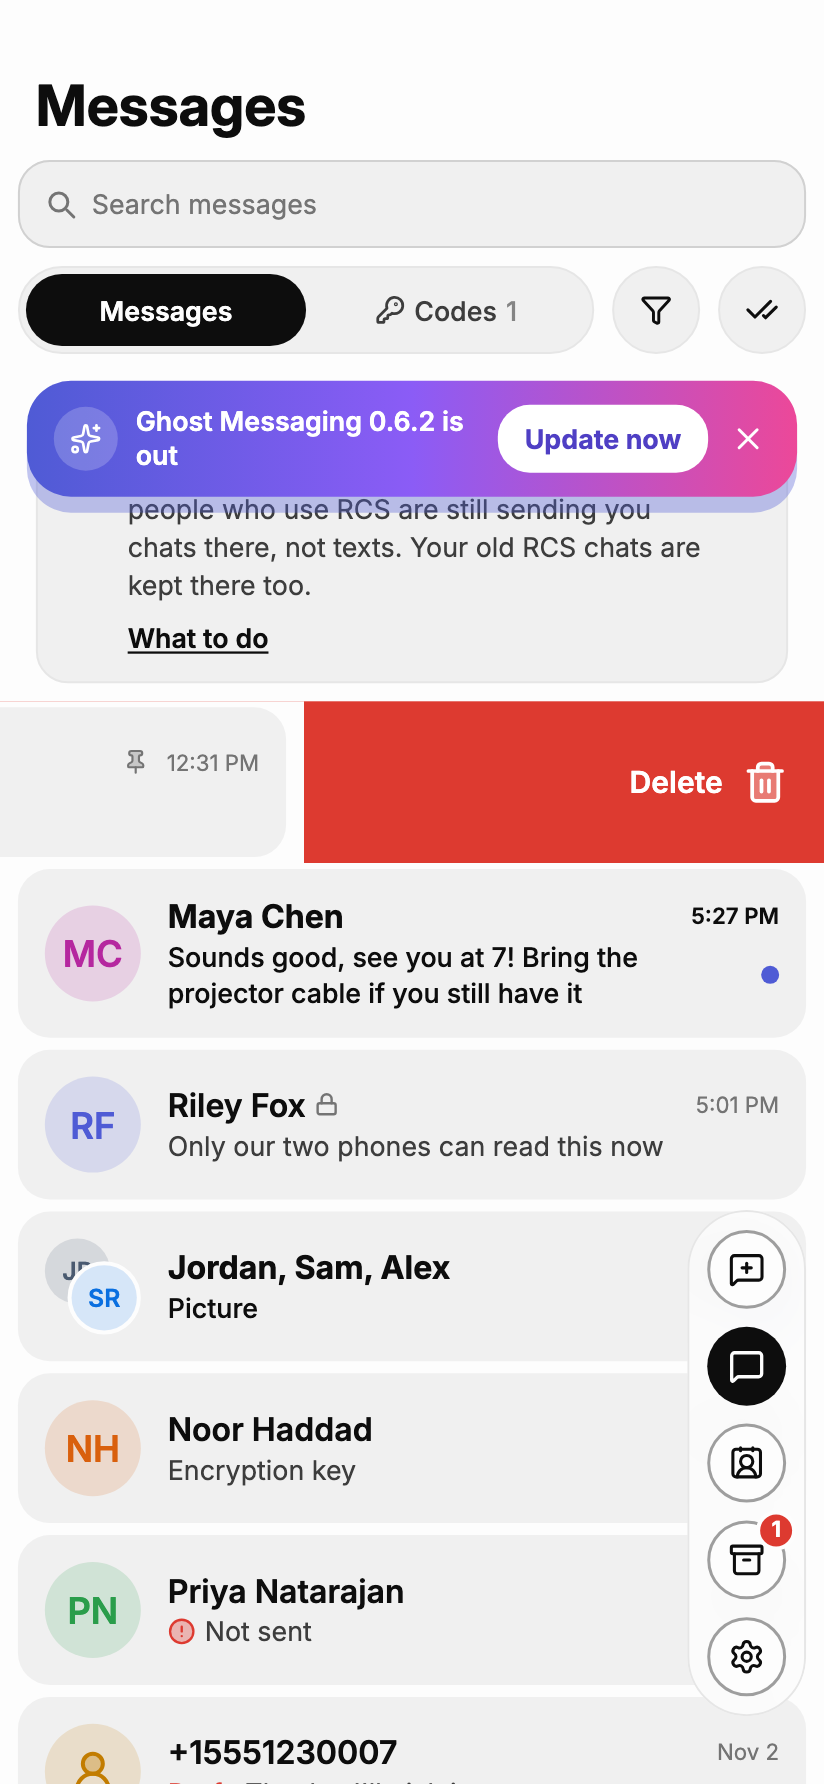 Messages
Search messages
Messages
Codes 1
Ghost Messaging 0.6.2 is
out
Update now
people who use RCS are still sending you
chats there, not texts. Your old RCS chats are
kept there too.
What to do
12:31 PM
Delete
MC
Maya Chen
5:27 PM
Sounds good, see you at 7! Bring the
projector cable if you still have it
RF
Riley Fox
5:01 PM
Only our two phones can read this now
SR
Jordan, Sam, Alex
Picture
NH
Noor Haddad
Encryption key
1
PN
Priya Natarajan
Not sent
+15551230007
Nov 2